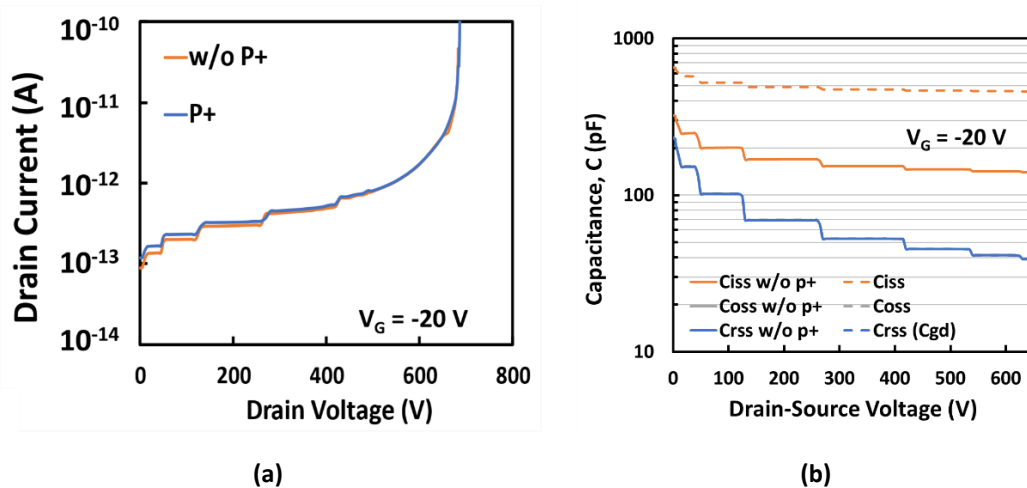 10-10
10-11
10-12
10-13
10-14
Drain Current (A)
w/o P+
P+
VG = -20 V
0 200 400 600 800
Drain Voltage (V)
(a)
1000
100
10
Capacitance, C (pF)
VG = -20 V
Ciss w/o p+ Ciss
Coss w/o p+ Coss
Crss w/o p+ Crss (Cgd)
0 100 200 300 400 500 600
Drain-Source Voltage (V)
(b)